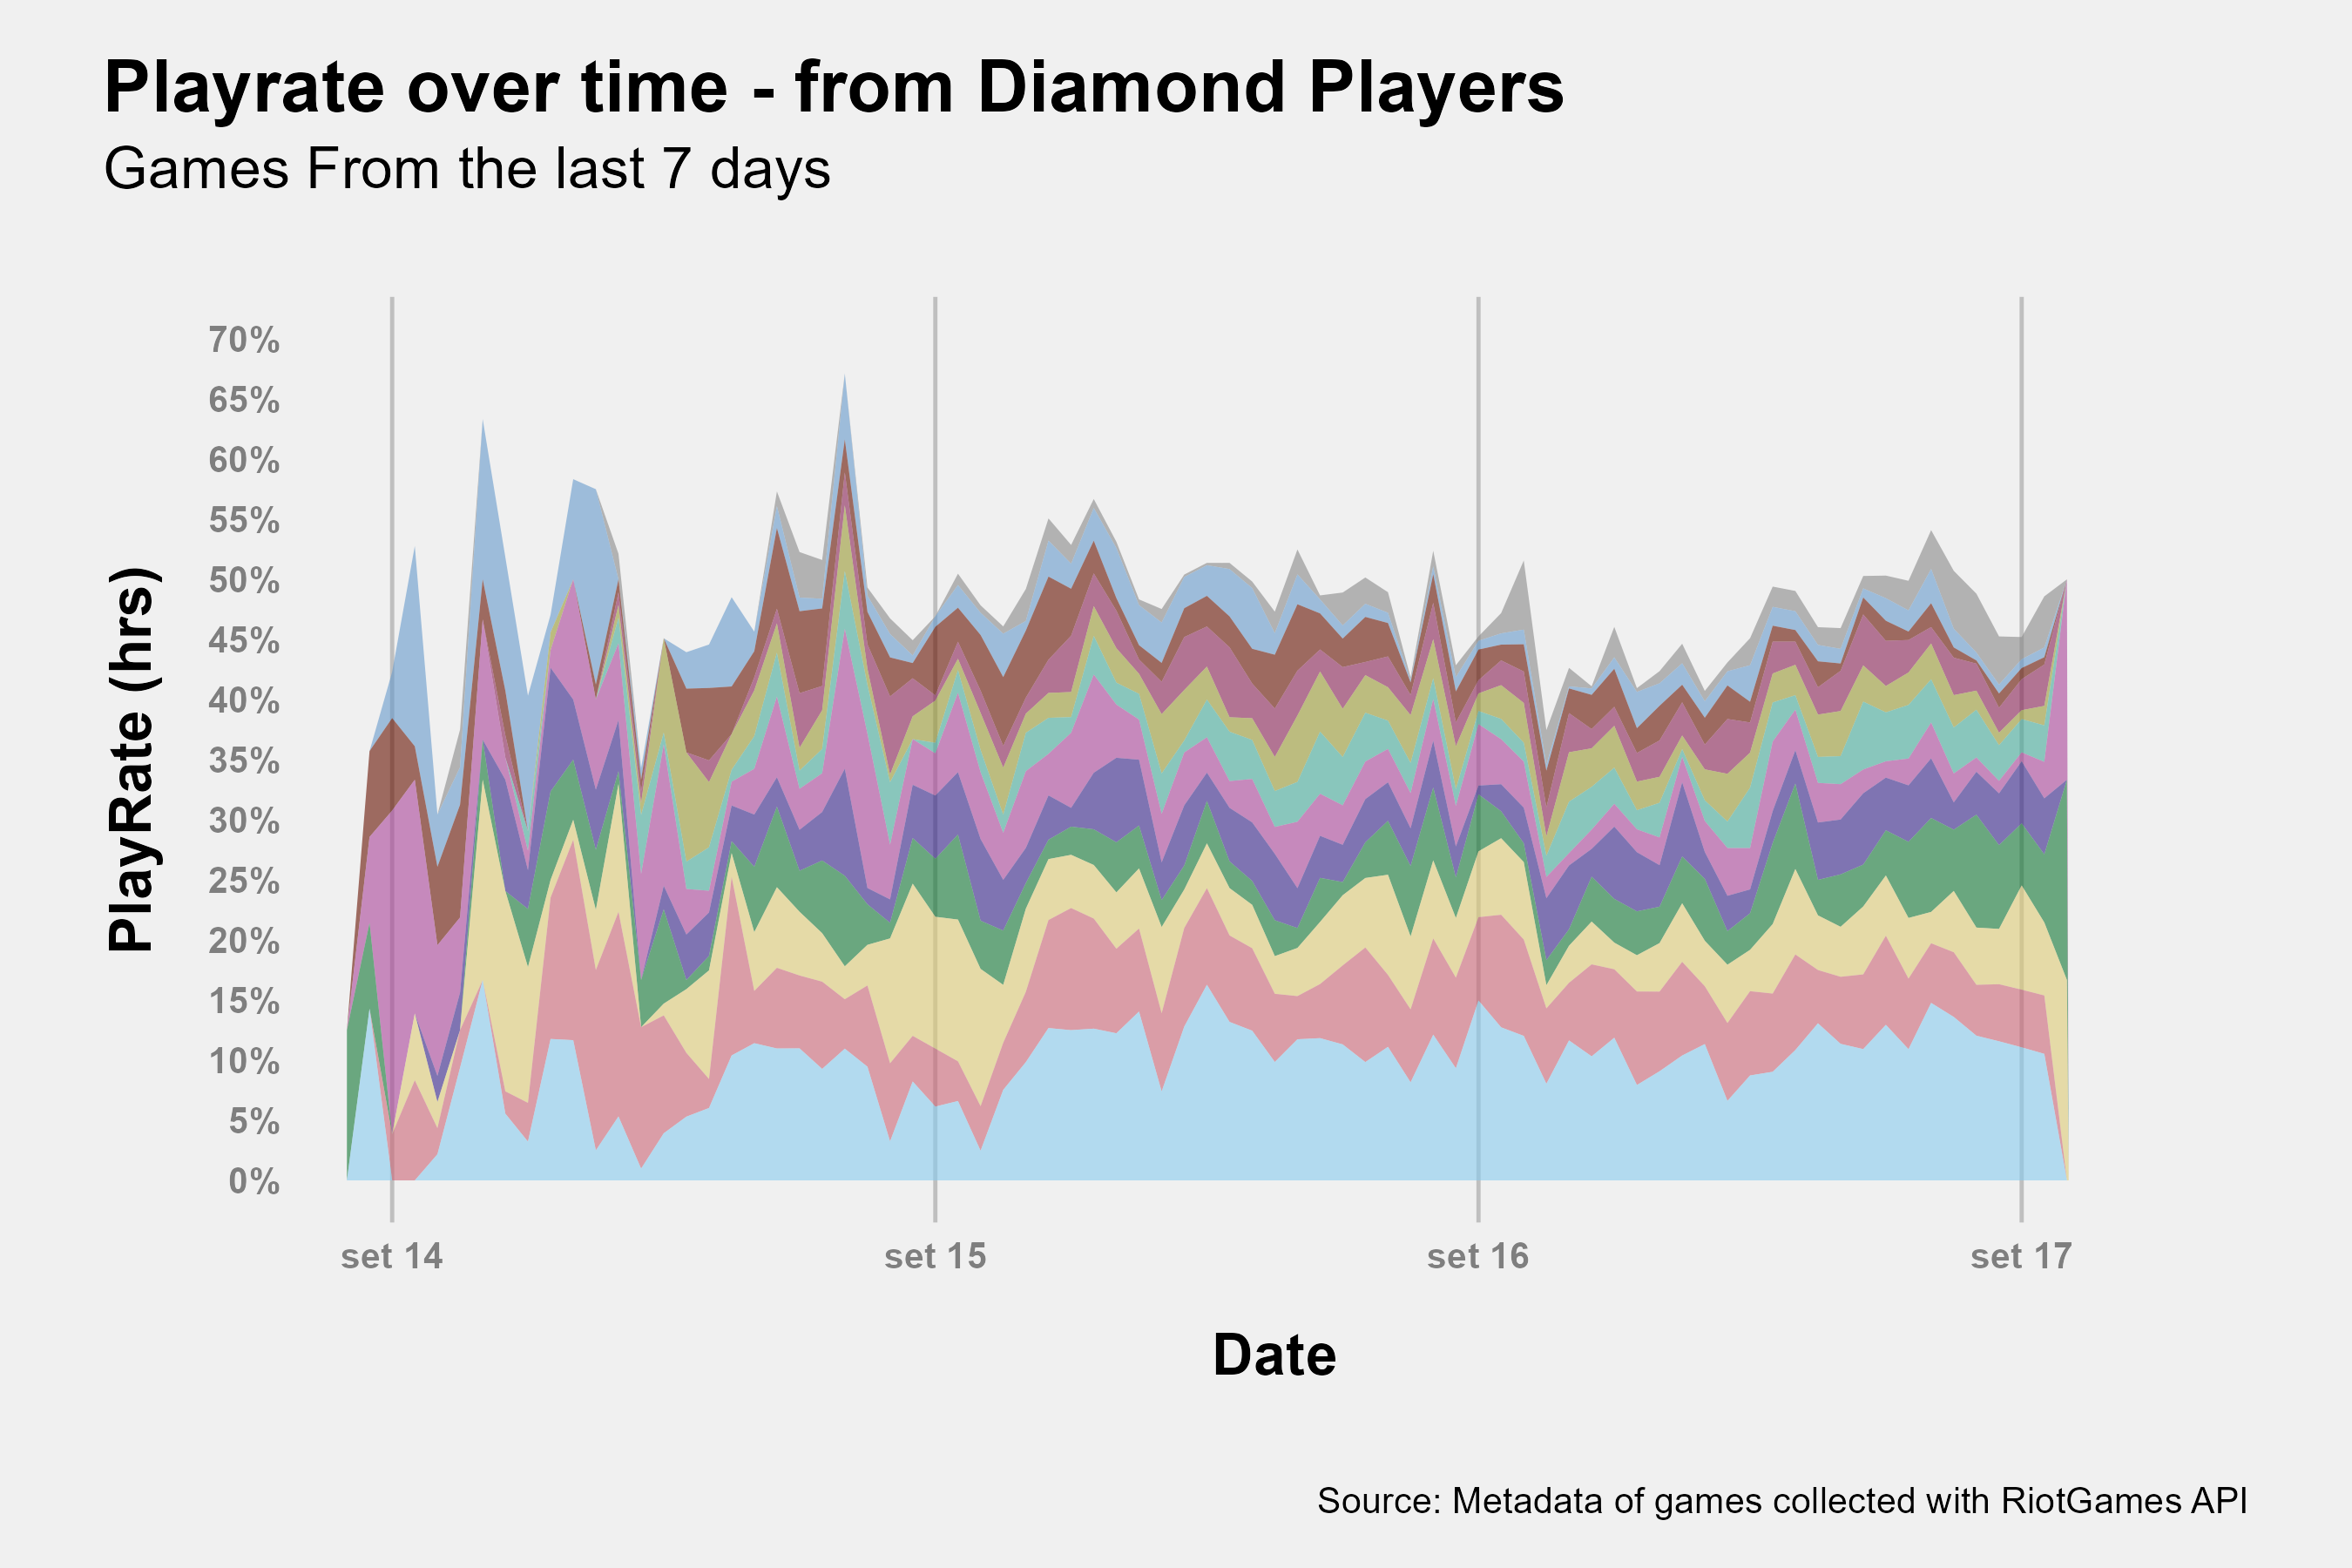 Playrate over time - from Diamond Players
Games From the last 7 days
PlayRate (hrs)
70%
65%
60%
55%
50%
45%
40%
35%
30%
25%
20%
15%
10%
5%
0%
set 14
set 15
set 16
set 17
Date
Source: Metadata of games collected with RiotGames API